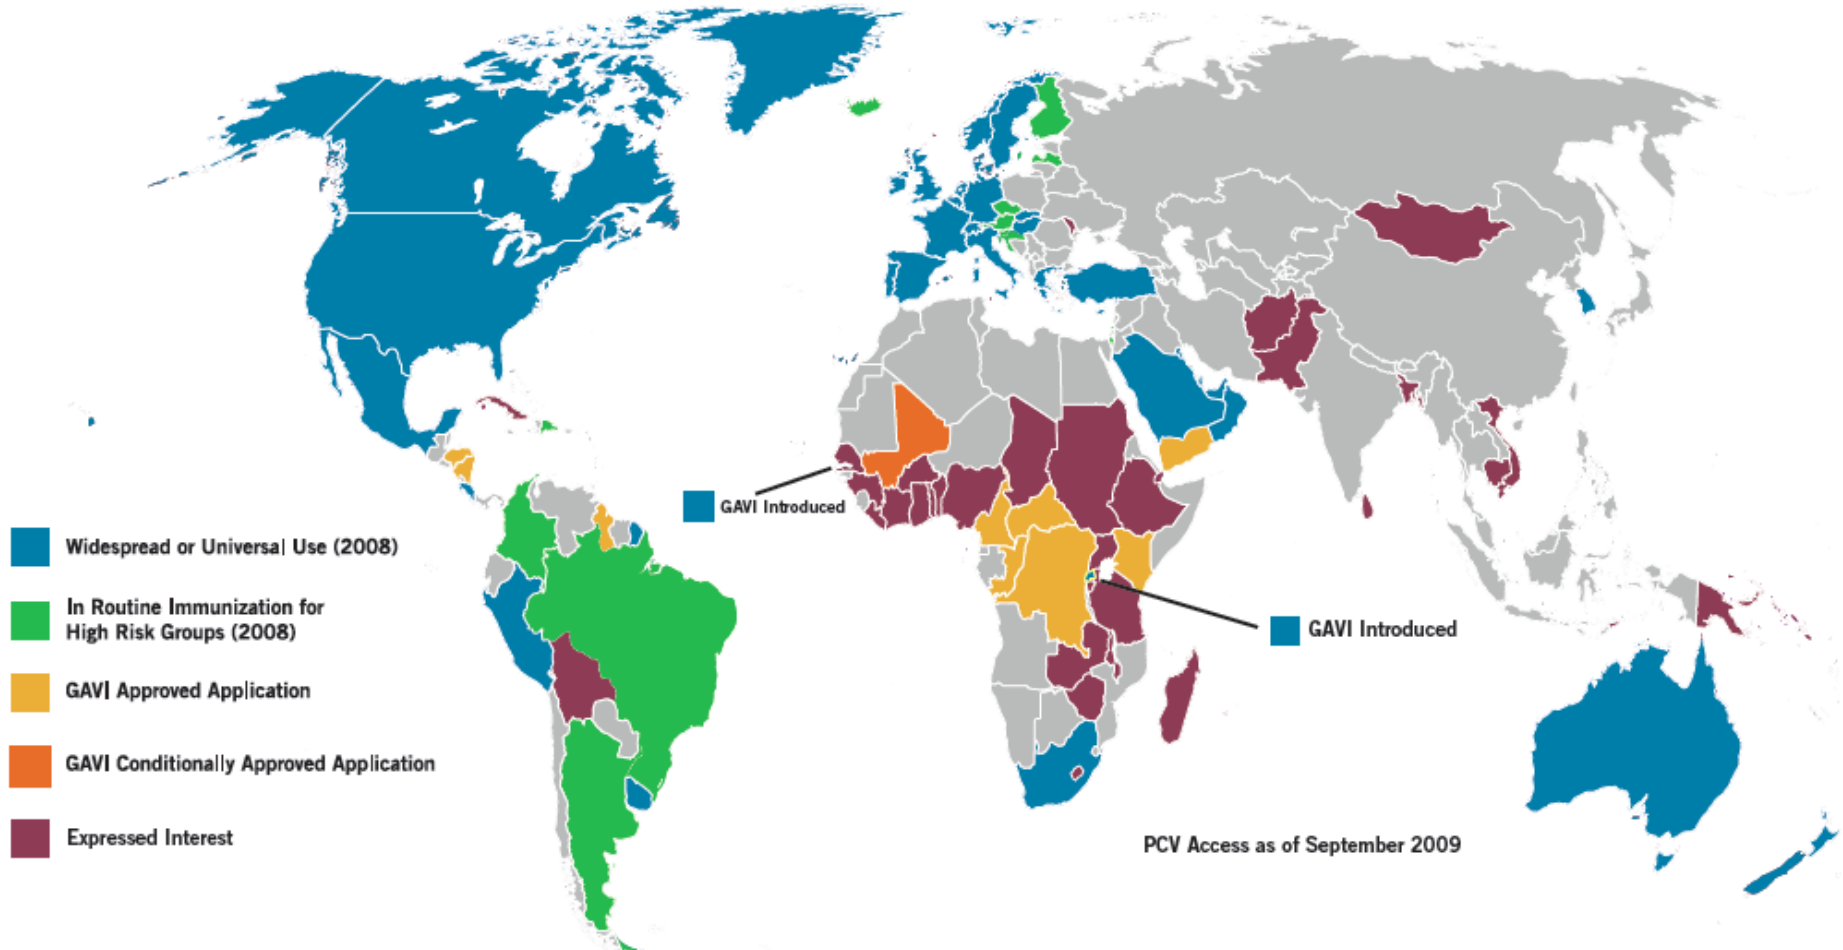 GAVI Introduced
Widespread or Universal Use (2008)
In Routine Immunization for
High Risk Groups (2008)
GAVI Approved Application
GAVI Conditionally Approved Application
Expressed Interest
GAVI Introduced
PCV Access as of September 2009